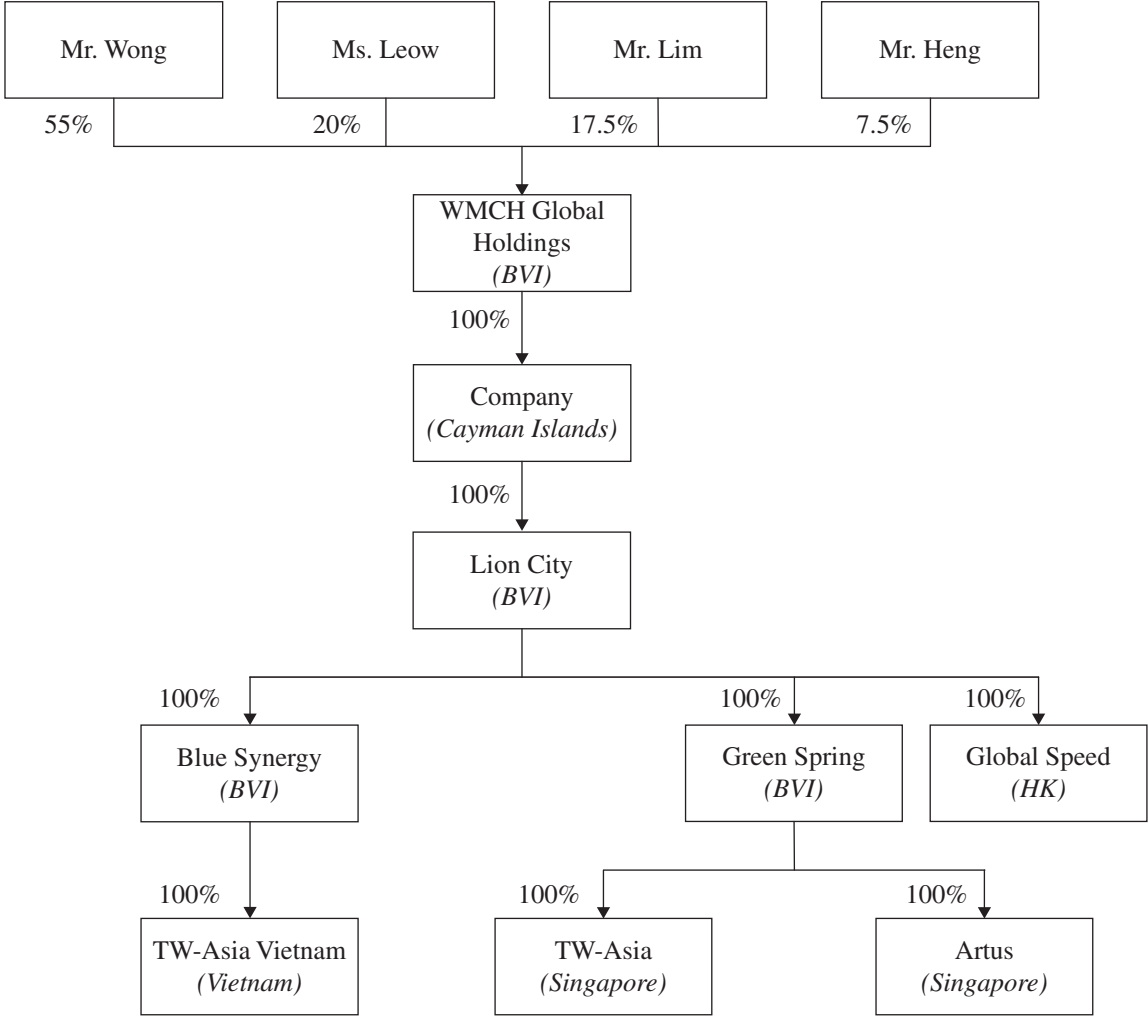 Mr. Wong
Ms. Leow
Mr. Lim
Mr. Heng
55%
20%
17.5%
7.5%
WMCH Global
Holdings
(BVI)
100%
Company
(Cayman Islands)
100%
Lion City
(BVI)
100%
100%
100%
Blue Synergy
(BVI)
Green Spring
(BVI)
Global Speed
(HK)
100%
100%
100%
TW-Asia Vietnam
(Vietnam)
TW-Asia
(Singapore)
Artus
(Singapore)